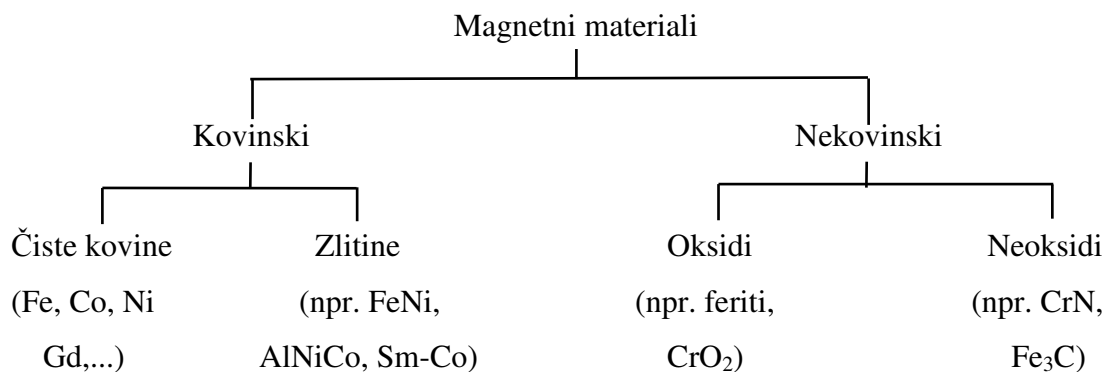 Magnetni materiali
Kovinski
Nekovinski
Čiste kovine
(Fe, Co, Ni
Gd,...)
Zlitine
(npr. FeNi,
AlNiCo, Sm-Co)
Oksidi
(npr. feriti,
CrO₂)
Neoksidi
(npr. CrN,
Fe₃C)